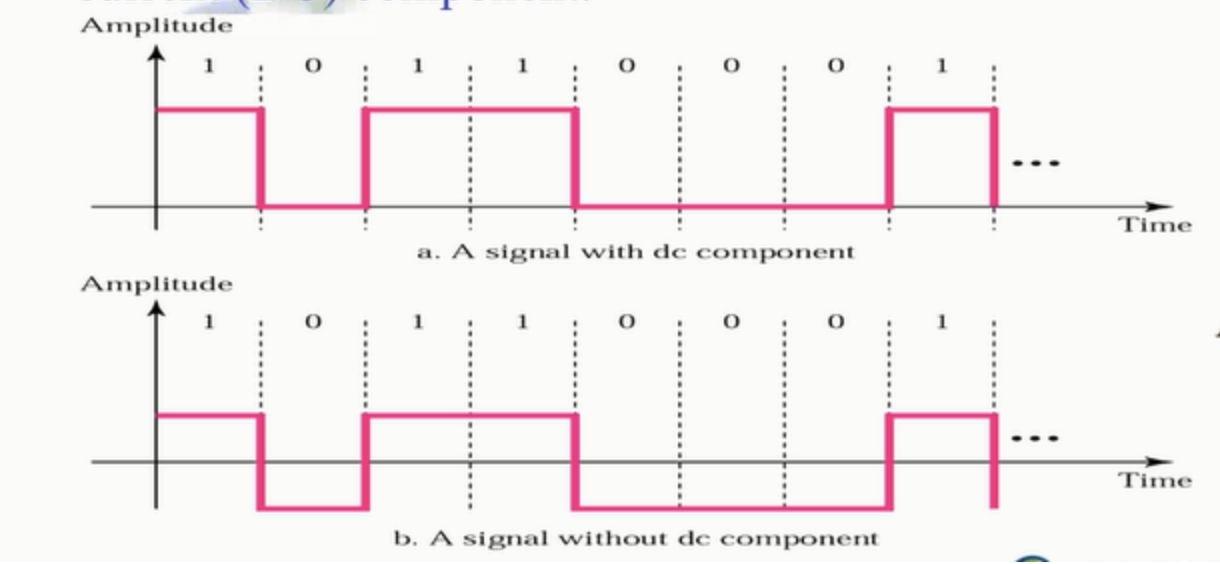 Amplitude
1 0 1 1 0 0 0 1
...
Time
a. A signal with dc component
Amplitude
1 0 1 1 0 0 0 1
...
Time
b. A signal without dc component